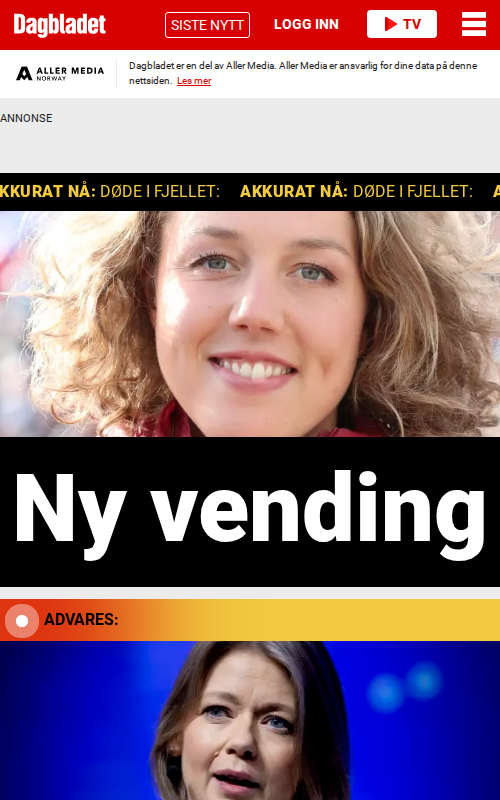 Dagbladet
SISTE NYTT
LOGG INN
TV
ALLER MEDIA
NORWAY
Dagbladet er en del av Aller Media. Aller Media er ansvarlig for dine data på denne
nettsiden. Les mer
ANNONSE
KKURAT NÅ: DØDE I FJELLET: AKKURAT NÅ: DØDE I FJELLET: A
Ny vending
ADVARES: